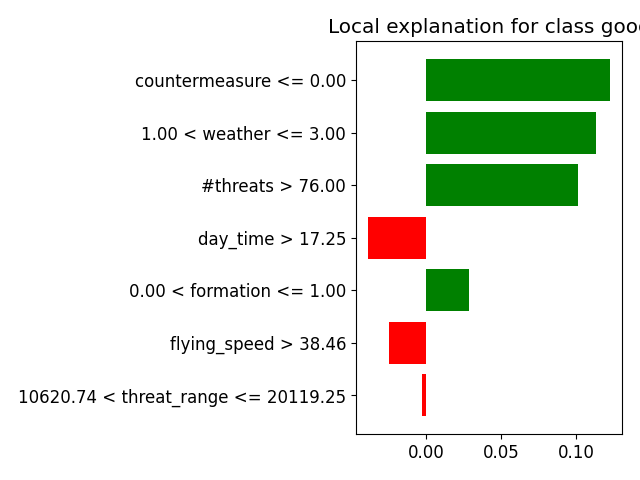 Local explanation for class goo
countermeasure <= 0.00
1.00 < weather <= 3.00
#threats > 76.00
day_time > 17.25
0.00 < formation <= 1.00
flying_speed > 38.46
10620.74 < threat_range <= 20119.25
0.00 0.05 0.10